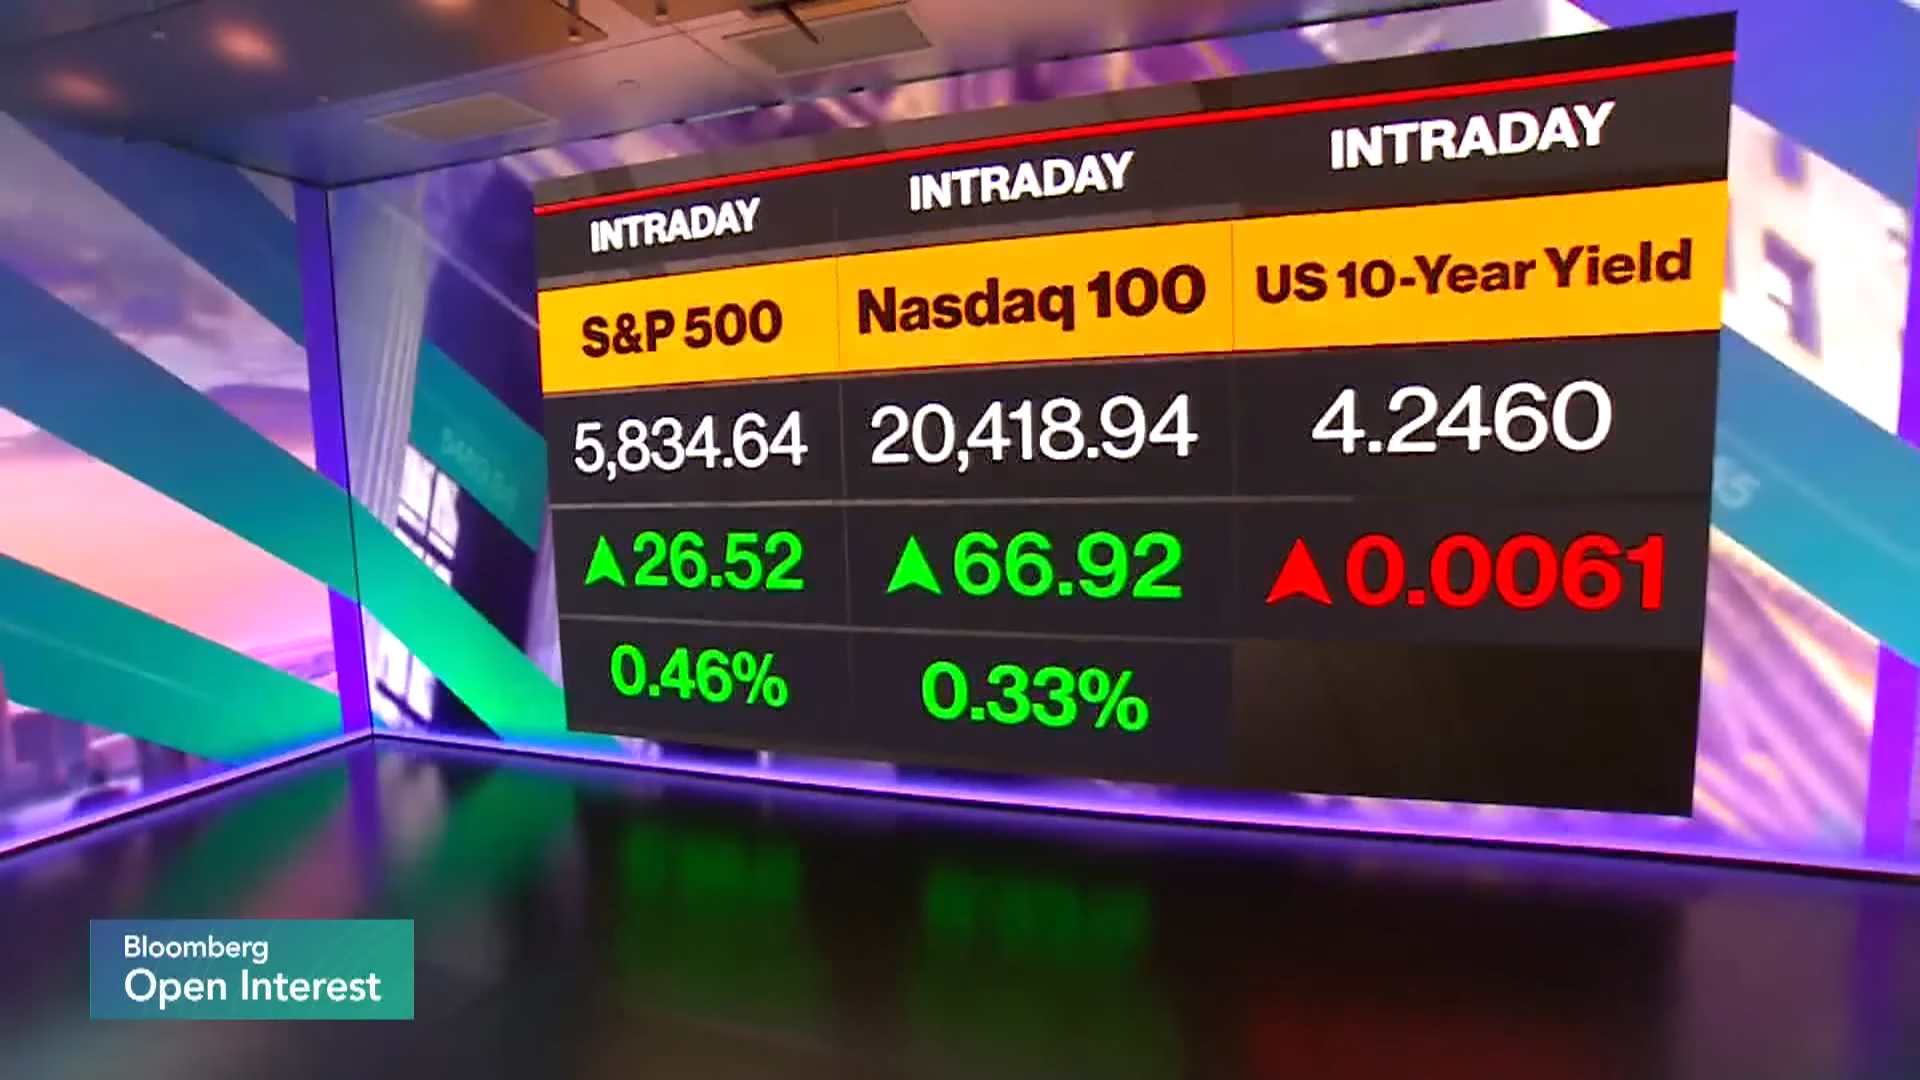 INTRADAY INTRADAY INTRADAY
S&P 500 Nasdaq 100 US 10-Year Yield
5,834.64 20,418.94 4.2460
▲26.52 ▲66.92 ▲0.0061
0.46% 0.33%
Bloomberg
Open Interest